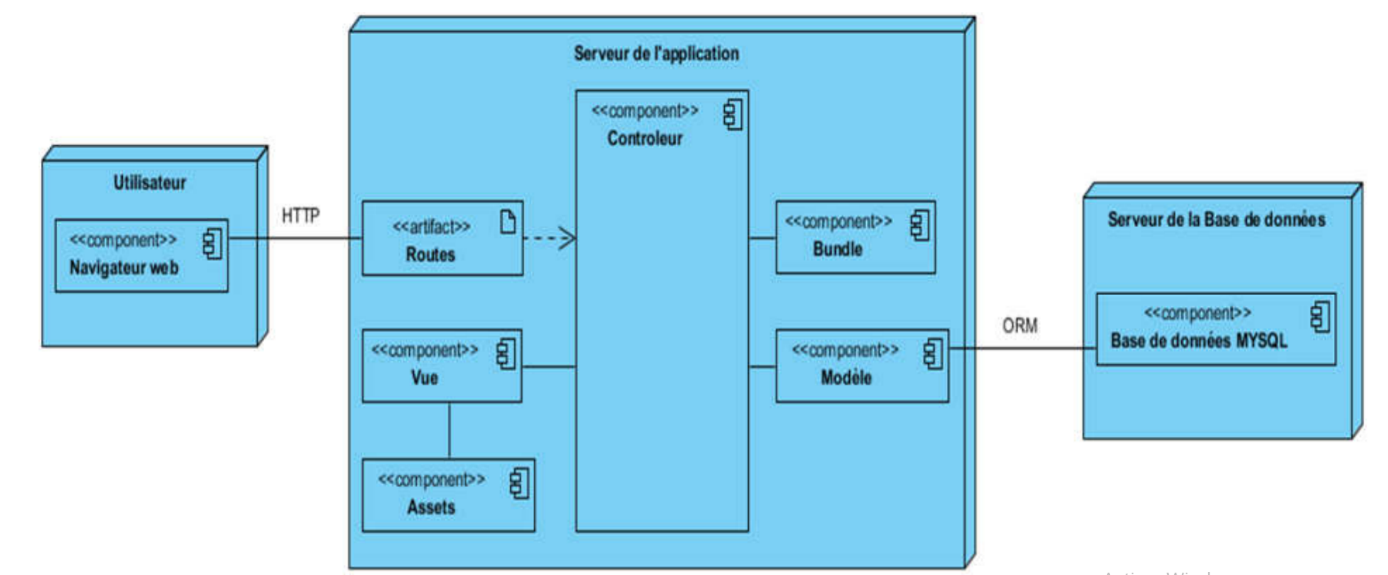 Serveur de l'application
<<component>>
Controleur
Utilisateur
<<component>>
Navigateur web
HTTP
<<artifact>>
Routes
<<component>>
Bundle
<<component>>
Vue
<<component>>
Modèle
<<component>>
Assets
ORM
Serveur de la Base de données
<<component>>
Base de données MYSQL